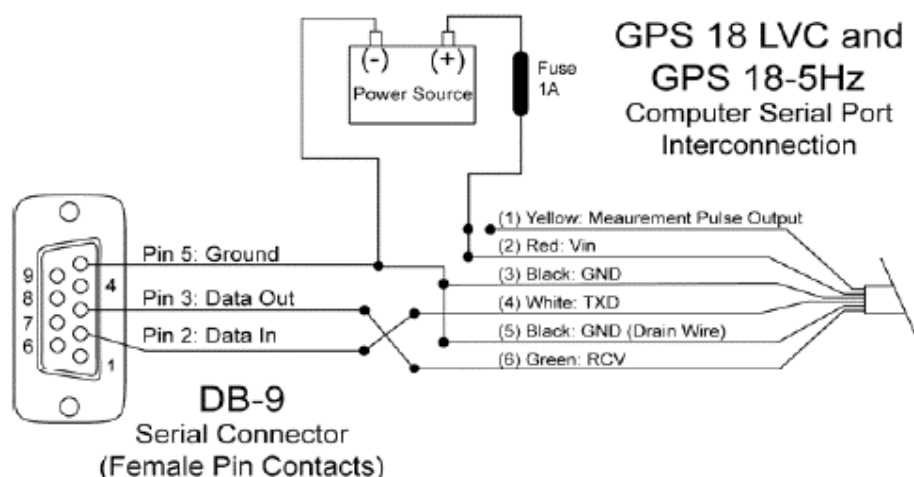 GPS 18 LVC and
GPS 18-5Hz
Computer Serial Port
Interconnection
(-) (+)
Power Source
Fuse
1A
(1) Yellow: Meaurement Pulse Output
(2) Red: Vin
(3) Black: GND
(4) White: TXD
(5) Black: GND (Drain Wire)
(6) Green: RCV
Pin 5: Ground
Pin 3: Data Out
Pin 2: Data In
9
8
7
6
4
1
DB-9
Serial Connector
(Female Pin Contacts)